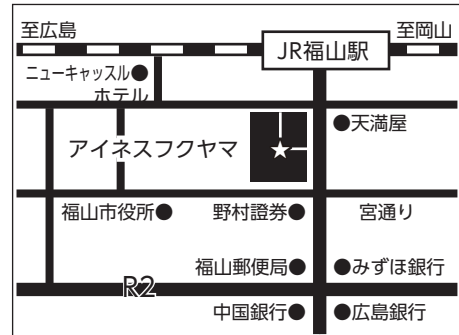 至広島
至岡山
JR福山駅
ニューキャッスル●
ホテル
●天満屋
アイネスフクヤマ
福山市役所●
野村證券●
宮通り
福山郵便局●
●みずほ銀行
R2
中国銀行●
●広島銀行